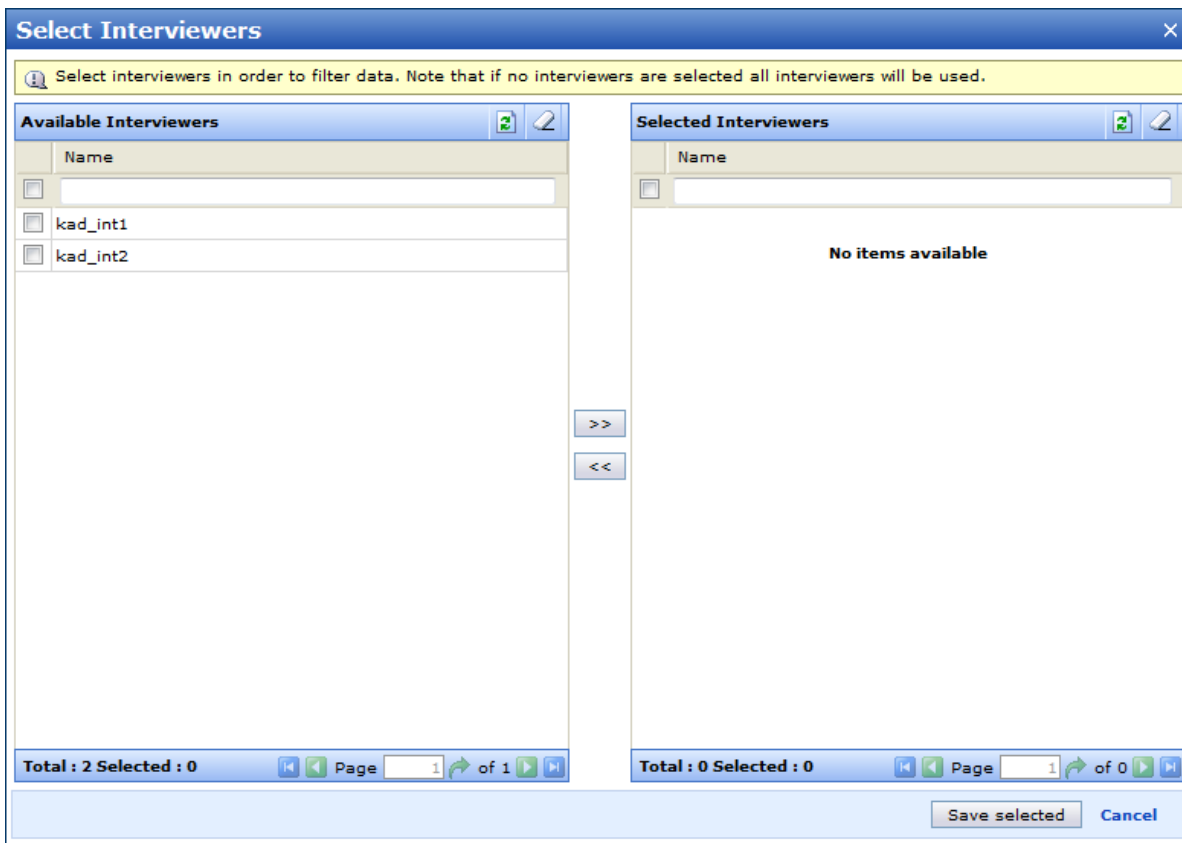 Select Interviewers
Select interviewers in order to filter data. Note that if no interviewers are selected all interviewers will be used.
Available Interviewers
Name
kad_int1
kad_int2
Total : 2 Selected : 0 Page 1 of 1
>>
<<
Selected Interviewers
Name
No items available
Total : 0 Selected : 0 Page 1 of 0
Save selected Cancel